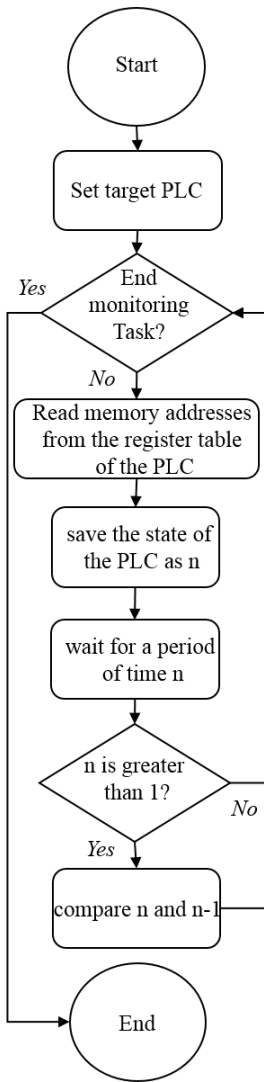 Start
Set target PLC
End
monitoring
Task?
Yes
No
Read memory addresses
from the register table
of the PLC
save the state of
the PLC as n
wait for a period
of time n
n is greater
than 1?
No
Yes
compare n and n-1
End